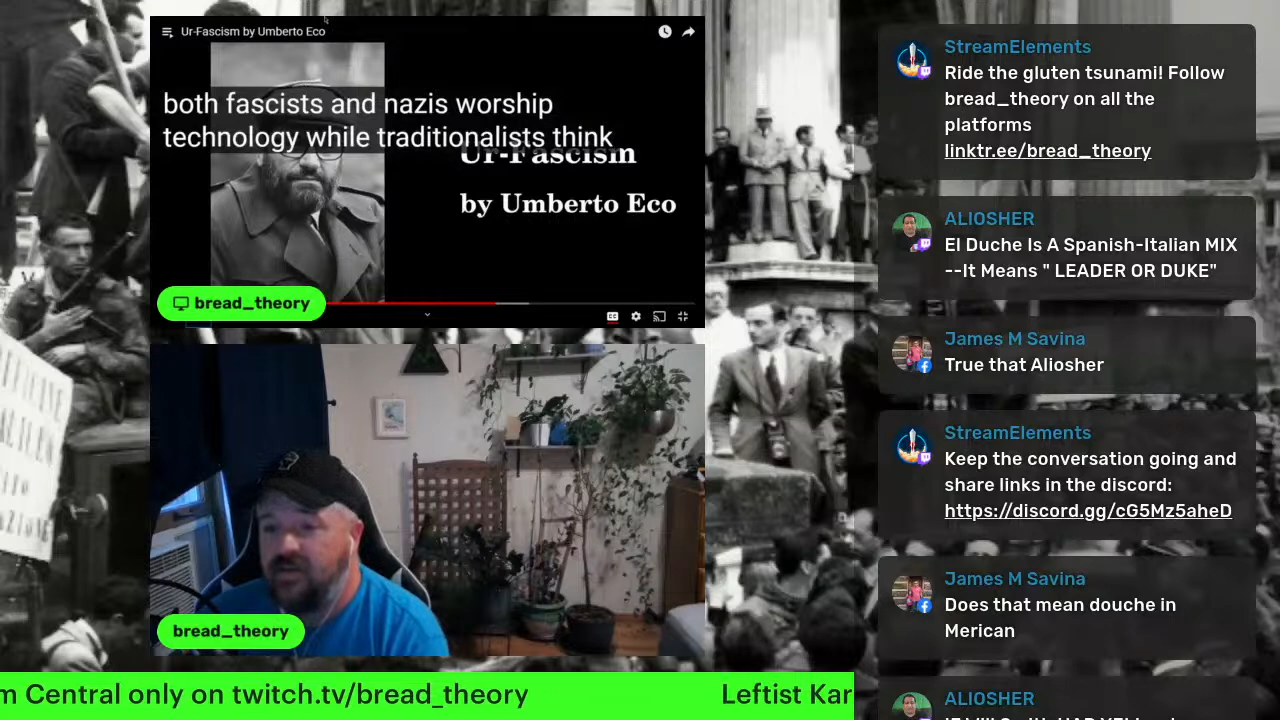 Ur-Fascism by Umberto Eco
both fascists and nazis worship
technology while traditionalists think
Ur-Fascism
by Umberto Eco
bread_theory
bread_theory
m Central only on twitch.tv/bread_theory
Leftist Kar
StreamElements
Ride the gluten tsunami! Follow
bread_theory on all the
platforms
linktr.ee/bread_theory
ALIOSHER
El Duche Is A Spanish-Italian MIX
--It Means " LEADER OR DUKE"
James M Savina
True that Aliosher
StreamElements
Keep the conversation going and
share links in the discord:
https://discord.gg/cG5Mz5aheD
James M Savina
Does that mean douche in
Merican
ALIOSHER